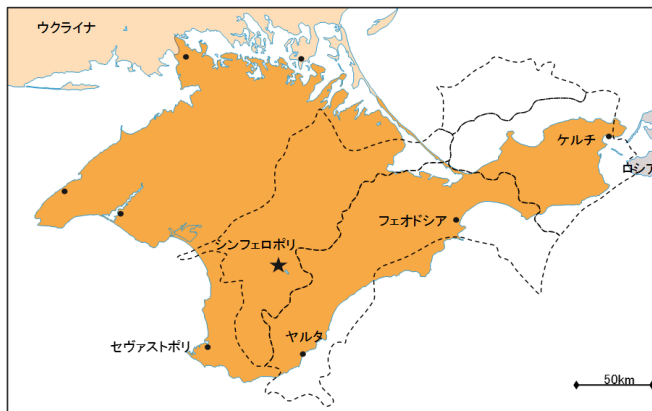 ウクライナ
ケルチ
ロシア
フェオドシア
シンフェロポリ
セヴァストポリ
ヤルタ
50km